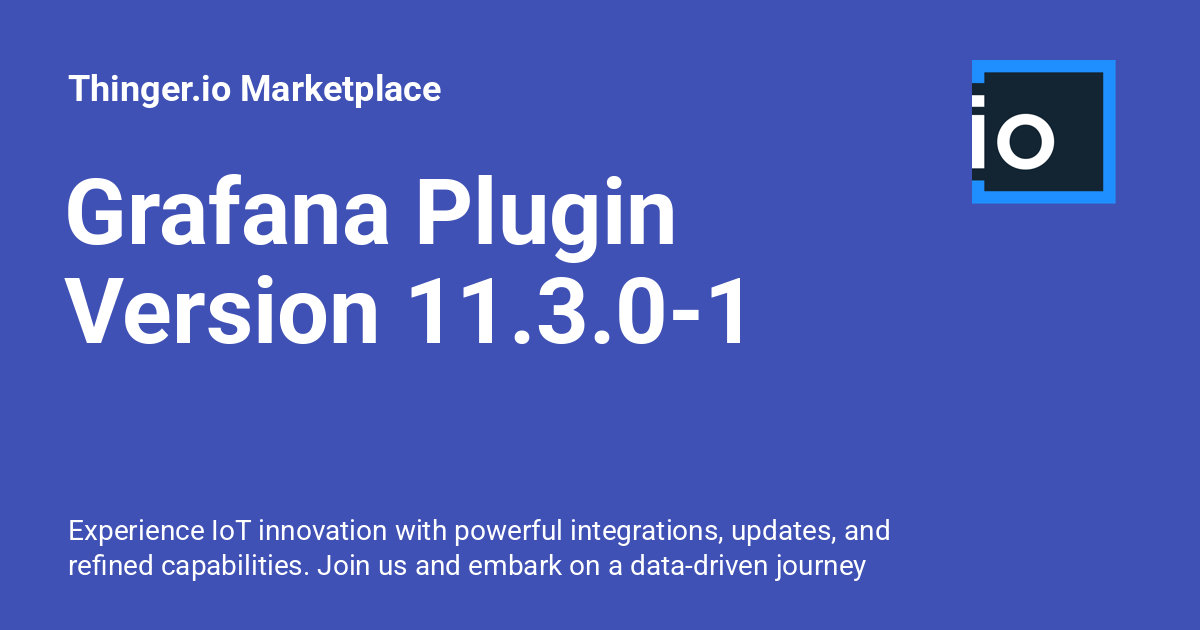 Thinger.io Marketplace
io
Grafana Plugin
Version 11.3.0-1
Experience IoT innovation with powerful integrations, updates, and
refined capabilities. Join us and embark on a data-driven journey